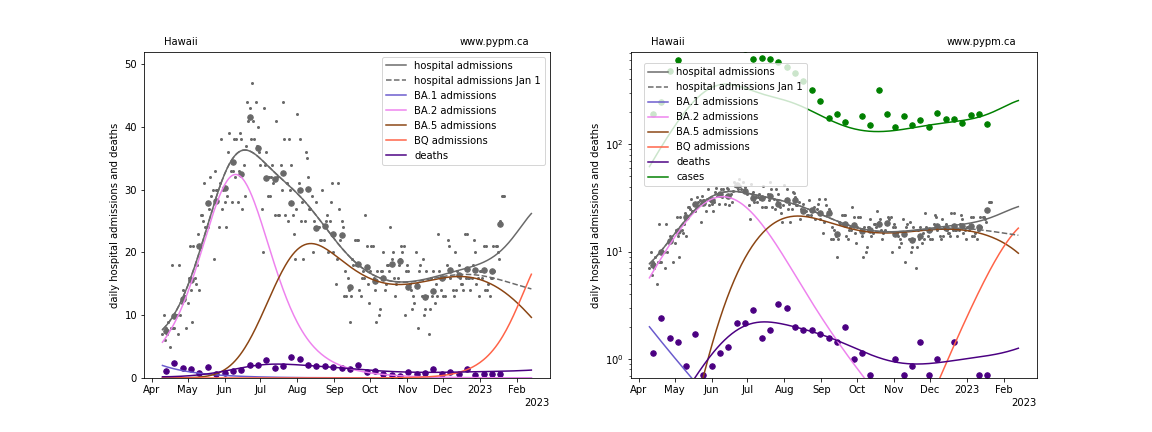 Hawaii
www.pypm.ca
daily hospital admissions and deaths
50
40
30
20
10
0
hospital admissions
hospital admissions Jan 1
BA.1 admissions
BA.2 admissions
BA.5 admissions
BQ admissions
deaths
Apr May Jun Jul Aug Sep Oct Nov Dec 2023 Feb
2023
Hawaii
www.pypm.ca
daily hospital admissions and deaths
10²
10¹
10⁰
hospital admissions
hospital admissions Jan 1
BA.1 admissions
BA.2 admissions
BA.5 admissions
BQ admissions
deaths
cases
Apr May Jun Jul Aug Sep Oct Nov Dec 2023 Feb
2023